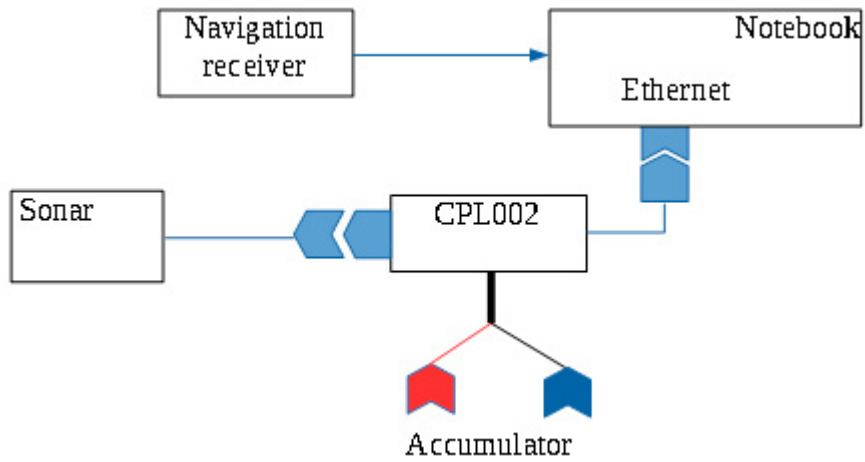 Navigation
receiver
Notebook
Ethernet
Sonar
CPL002
Accumulator